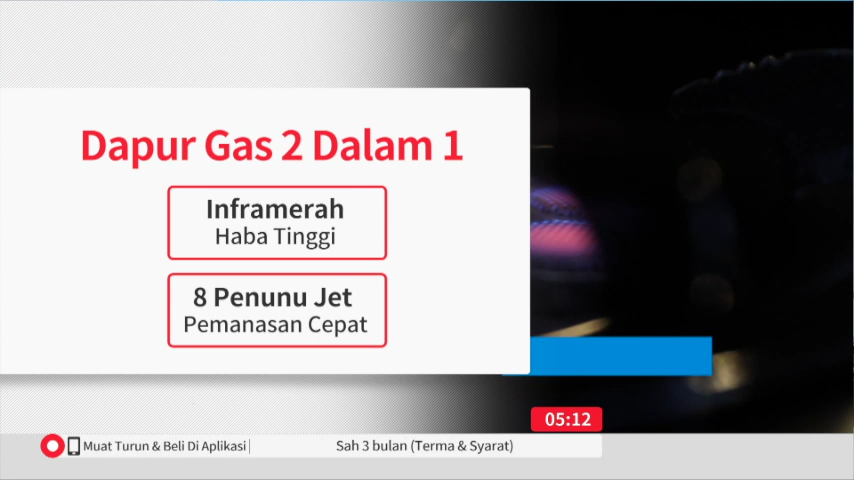 Dapur Gas 2 Dalam 1
Inframerah
Haba Tinggi
8 Penunu Jet
Pemanasan Cepat
05:12
Muat Turun & Beli Di Aplikasi
Sah 3 bulan (Terma & Syarat)